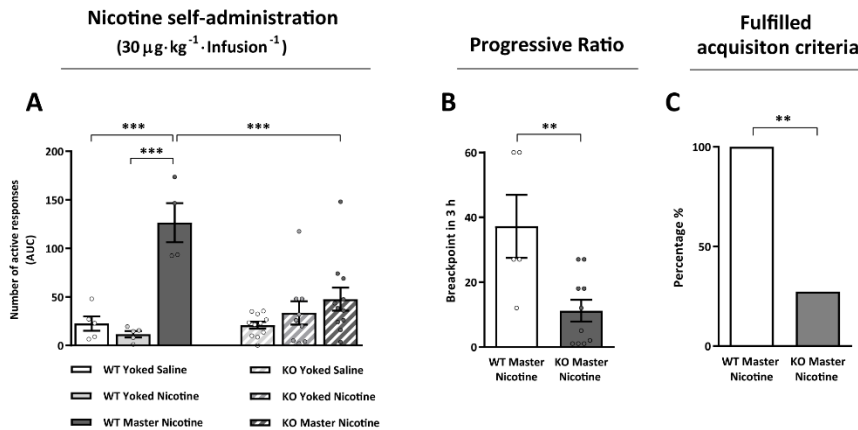 Nicotine self-administration
(30 µg·kg⁻¹·Infusion⁻¹)
Progressive Ratio
Fulfilled
acquisiton criteria
A
B
C
***
***
***
**
**
Number of active responses
(AUC)
200
150
100
50
0
WT Yoked Saline
WT Yoked Nicotine
WT Master Nicotine
KO Yoked Saline
KO Yoked Nicotine
KO Master Nicotine
Breackpoint in 3 h
60
40
20
0
WT Master
Nicotine
KO Master
Nicotine
Percentage %
100
50
0
WT Master
Nicotine
KO Master
Nicotine